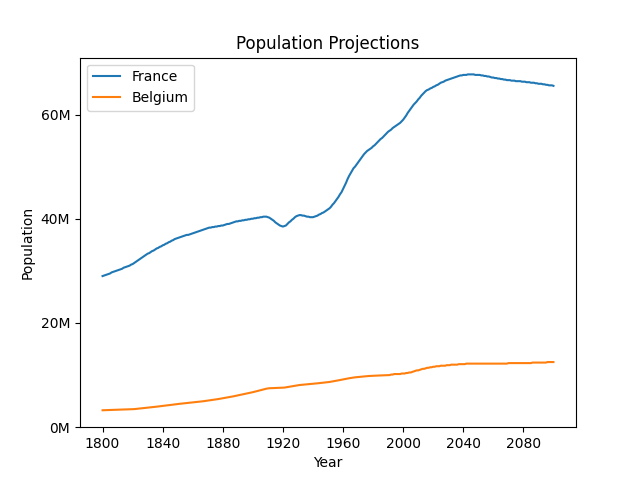 Population Projections
France
Belgium
60M
40M
20M
0M
Population
1800 1840 1880 1920 1960 2000 2040 2080
Year